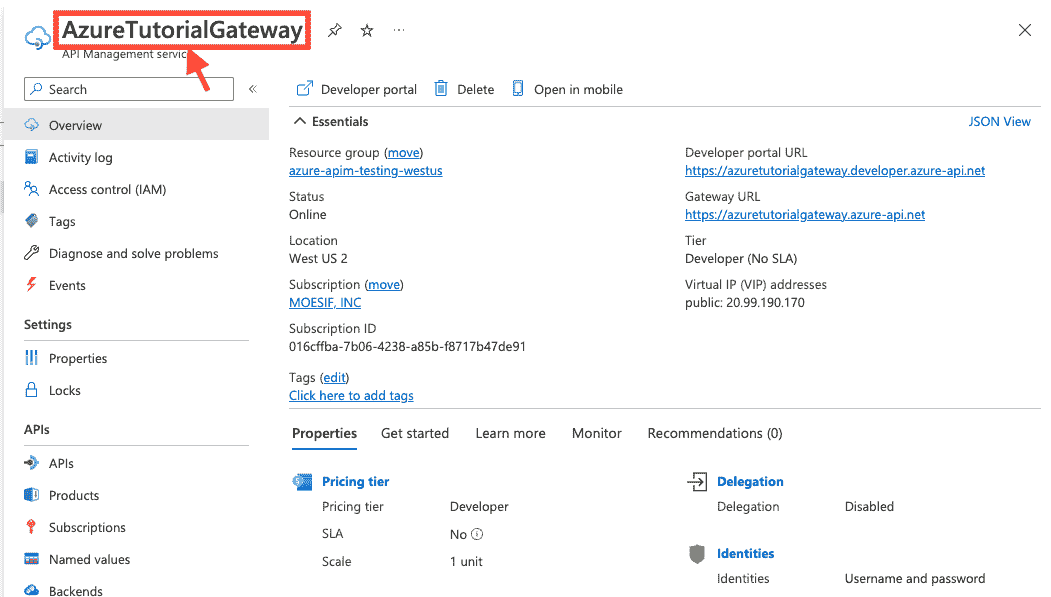 AzureTutorialGateway
API Management service
Search
«
Developer portal
Delete
Open in mobile
Overview
Activity log
Access control (IAM)
Tags
Diagnose and solve problems
Events
Settings
Properties
Locks
APIs
APIs
Products
Subscriptions
Named values
Backends
Essentials
JSON View
Resource group (move)
azure-apim-testing-westus
Status
Online
Location
West US 2
Subscription (move)
MOESIF, INC
Subscription ID
016cffba-7b06-4238-a85b-f8717b47de91
Tags (edit)
Click here to add tags
Developer portal URL
https://azuretutorialgateway.developer.azure-api.net
Gateway URL
https://azuretutorialgateway.azure-api.net
Tier
Developer (No SLA)
Virtual IP (VIP) addresses
public: 20.99.190.170
Properties Get started Learn more Monitor Recommendations (0)
Pricing tier
Pricing tier Developer
SLA No
Scale 1 unit
Delegation
Delegation Disabled
Identities
Identities Username and password